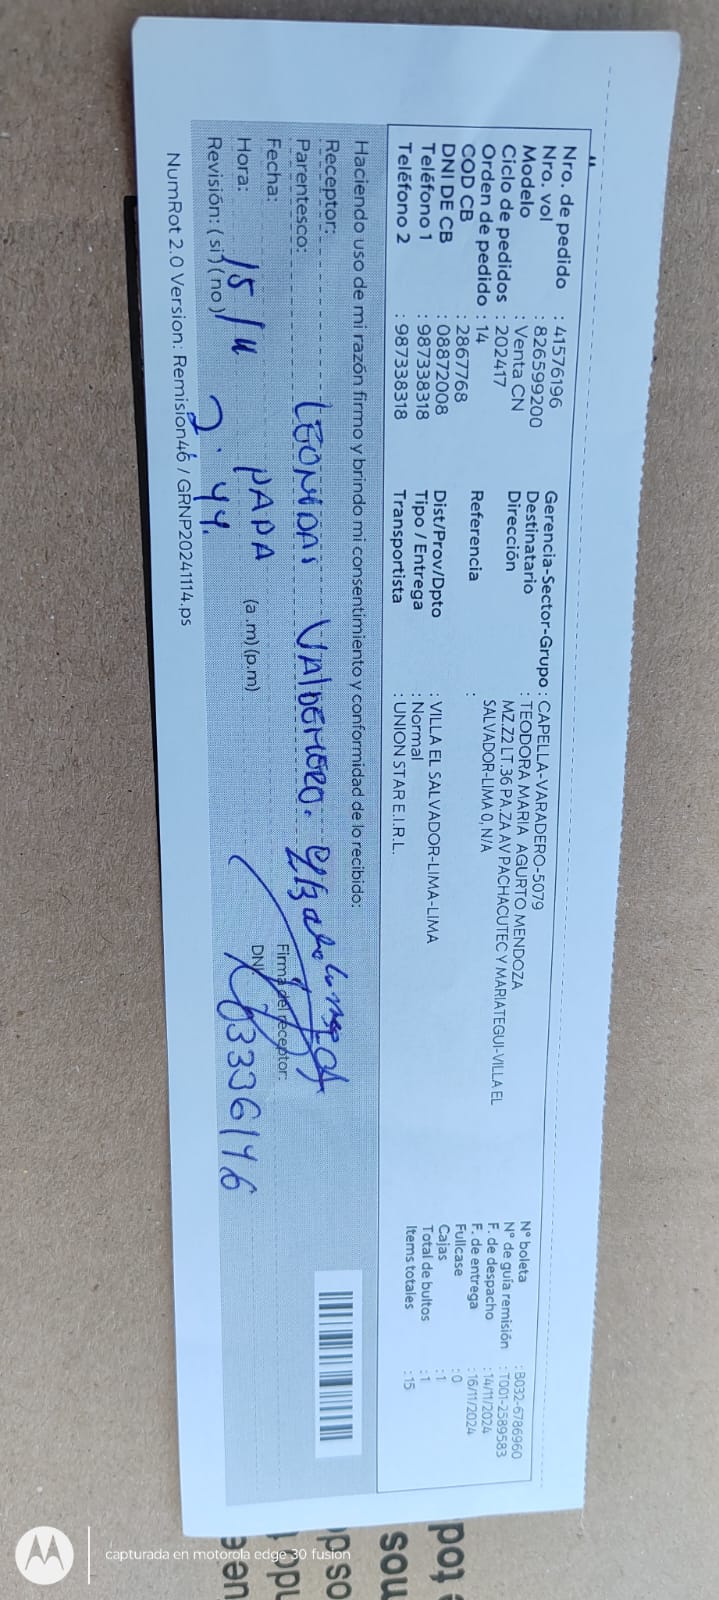 Nro. de pedido : 41576196
Nro. vol : 826599200
Modelo : Venta CN
Ciclo de pedidos : 202417
Orden de pedido : 14
COD CB : 2867768
DNI DE CB : 08872008
Teléfono 1 : 987338318
Teléfono 2 : 987338318
Gerencia-Sector-Grupo : CAPELLA-VARADERO-5079
Destinatario : TEODORA MARIA AGURTO MENDOZA
Dirección : MZ.Z2 LT.36 PA.ZA AV PACHACUTEC Y MARIATEGUI-VILLA EL
SALVADOR-LIMA 0, N/A
Referencia :
Dist/Prov/Dpto : VILLA EL SALVADOR-LIMA-LIMA
Tipo / Entrega : Normal
Transportista : UNION STAR E.I.R.L.
N° boleta : B032-6786960
N° de guía remisión : T001-2589583
F. de despacho : 14/11/2024
F. de entrega : 16/11/2024
Fullcase : 0
Cajas : 1
Total de bultos : 1
Items totales : 15
Haciendo uso de mi razón firmo y brindo mi consentimiento y conformidad de lo recibido:
Receptor: LEONIDAS VALDEMORO.
Parentesco: PAPA
Fecha: 15/11
Hora: 2.44. (a.m) (p.m)
Revisión: ( si ) ( no )
Firma del receptor:
DNI
NumRot 2.0 Version: Remision46 / GRNP20241114.ps
capturada en motorola edge 30 fusion